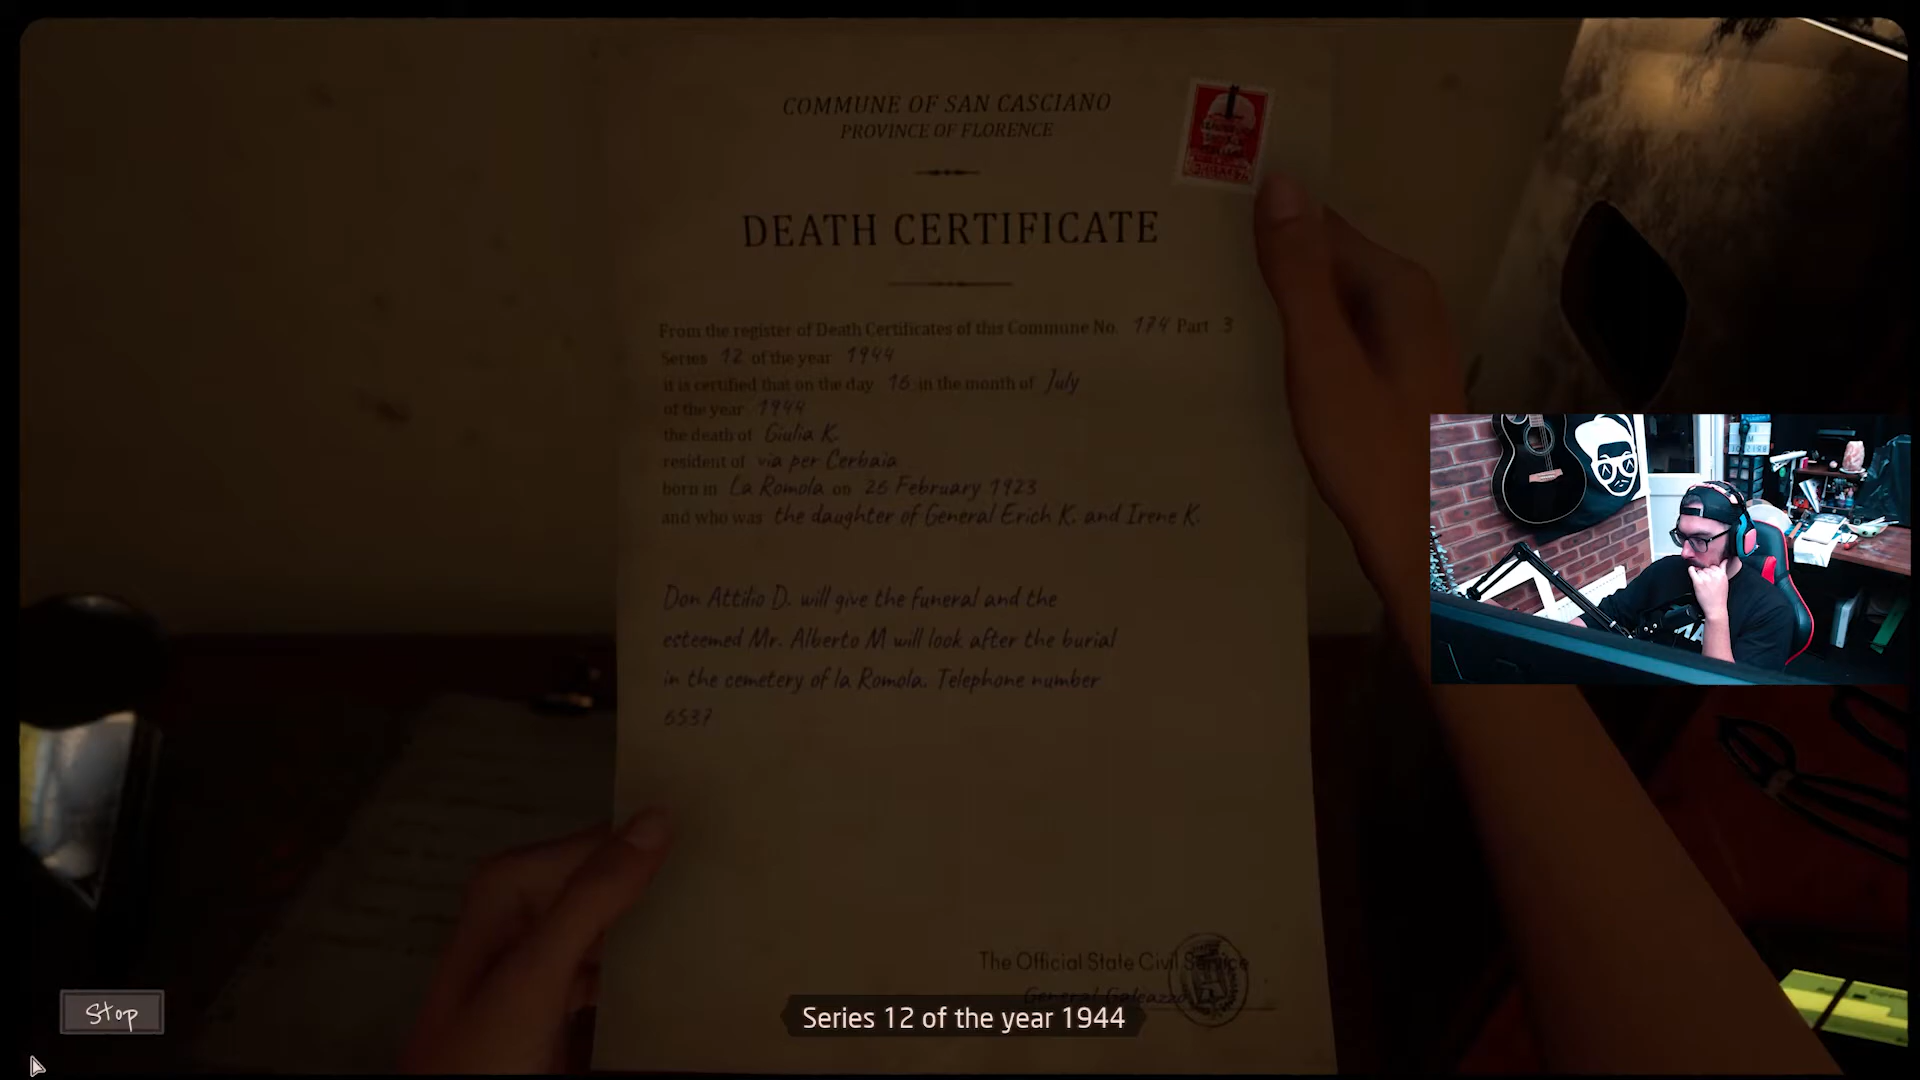 COMMUNE OF SAN CASCIANO
PROVINCE OF FLORENCE
DEATH CERTIFICATE
From the register of Death Certificates of this Commune No. 174 Part 3
Series 12 of the year 1944
it is certified that on the day 16 in the month of July
of the year 1944
the death of Giulia K.
resident of via per Cerbaia
born in La Romola on 26 February 1923
and who was the daughter of General Erich K. and Irene K.
Don Attilio D. will give the funeral and the
esteemed Mr. Alberto M will look after the burial
in the cemetery of la Romola. Telephone number
6537
The Official State Civil Service
General Galeazzo
Stop
Series 12 of the year 1944